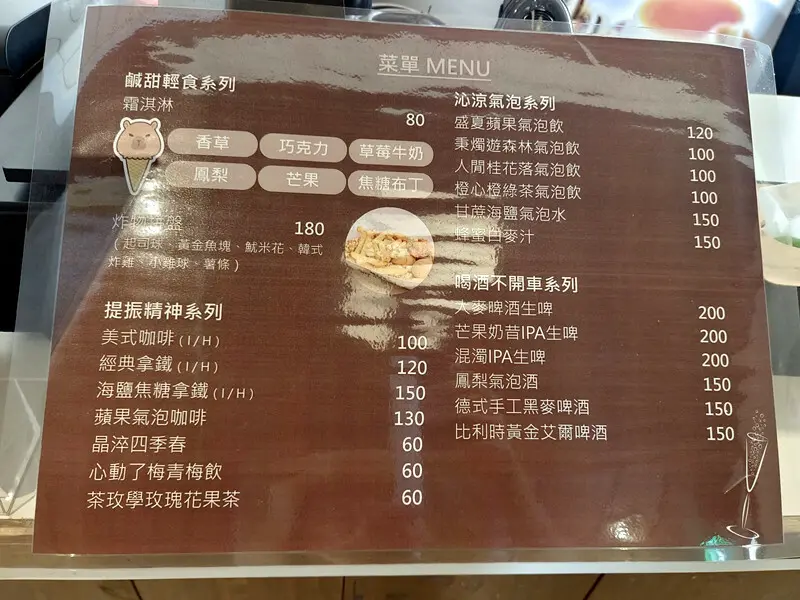 菜單 MENU
鹹甜輕食系列
霜淇淋 80
香草 巧克力 草莓牛奶
鳳梨 芒果 焦糖布丁
炸物拼盤 180
(起司球、黃金魚塊、魷米花、韓式
炸雞、小雞球、薯條)
提振精神系列
美式咖啡(I/H) 100
經典拿鐵(I/H) 120
海鹽焦糖拿鐵(I/H) 150
蘋果氣泡咖啡 130
晶淬四季春 60
心動了梅青梅飲 60
茶玫學玫瑰花果茶 60
沁涼氣泡系列
盛夏蘋果氣泡飲 120
秉燭遊森林氣泡飲 100
人間桂花落氣泡飲 100
橙心橙綠茶氣泡飲 100
甘蔗海鹽氣泡水 150
蜂蜜白麥汁 150
喝酒不開車系列
大麥啤酒生啤 200
芒果奶昔IPA生啤 200
混濁IPA生啤 200
鳳梨氣泡酒 150
德式手工黑麥啤酒 150
比利時黃金艾爾啤酒 150